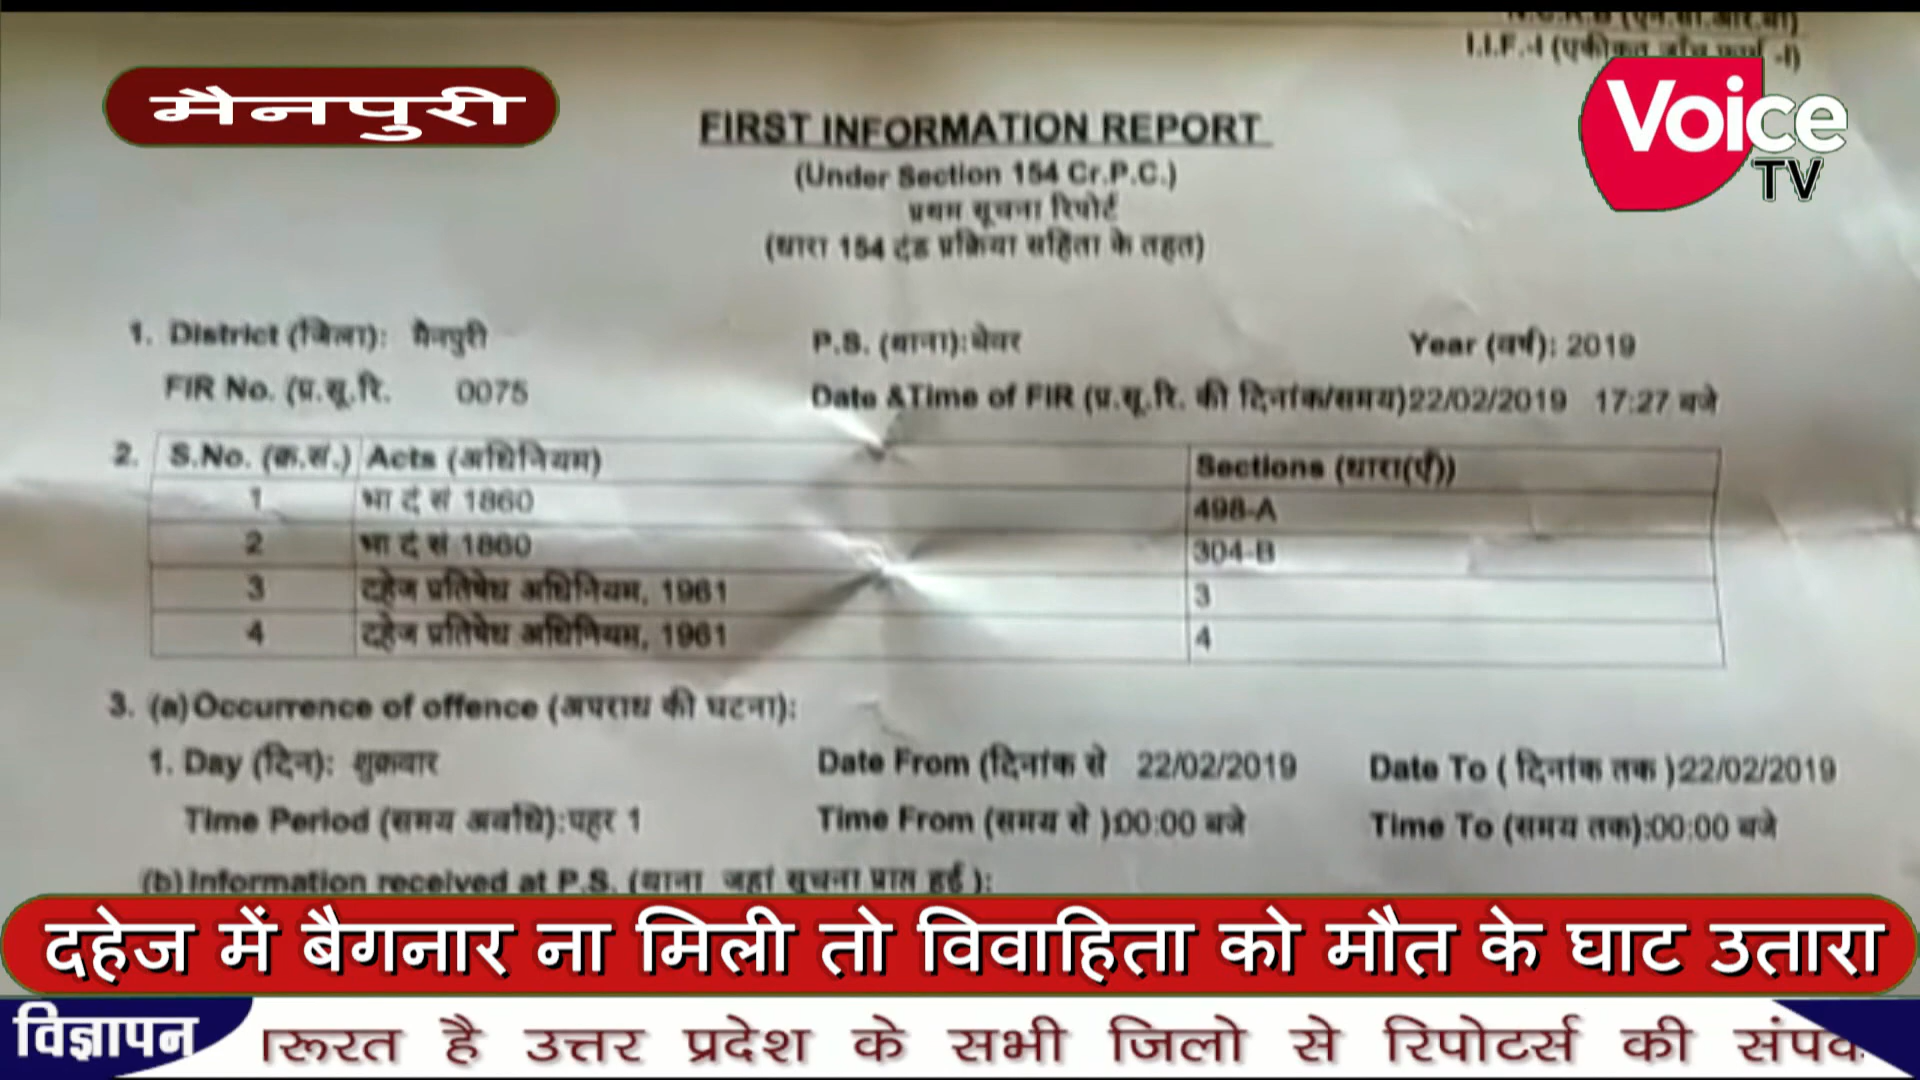 I.I.F.-I (एकीकृत जाँच फार्म -I)
मैनपुरी
Voice TV
FIRST INFORMATION REPORT
(Under Section 154 Cr.P.C.)
प्रथम सूचना रिपोर्ट
(धारा 154 दंड प्रक्रिया सहिता के तहत)
1. District (जिला): मैनपुरी P.S. (थाना): बेवर Year (वर्ष): 2019
FIR No. (प्र.सू.रि. 0075 Date &Time of FIR (प्र.सू.रि. की दिनांक/समय)22/02/2019 17:27 बजे
2. S.No. (क्र.सं.) Acts (अधिनियम) Sections (धारा(एँ))
1 भा दं सं 1860 498-A
2 भा दं सं 1860 304-B
3 दहेज प्रतिषेध अधिनियम, 1961 3
4 दहेज प्रतिषेध अधिनियम, 1961 4
3. (a) Occurrence of offence (अपराध की घटना):
1. Day (दिन): शुक्रवार Date From (दिनांक से 22/02/2019 Date To ( दिनांक तक )22/02/2019
Time Period (समय अवधि): पहर 1 Time From (समय से ):00:00 बजे Time To (समय तक):00:00 बजे
(b) Information received at P.S. (थाना जहां सूचना प्राप्त हुई ):
दहेज में बैगनार ना मिली तो विवाहिता को मौत के घाट उतारा
विज्ञापन रूरत है उत्तर प्रदेश के सभी जिलो से रिपोटर्स की